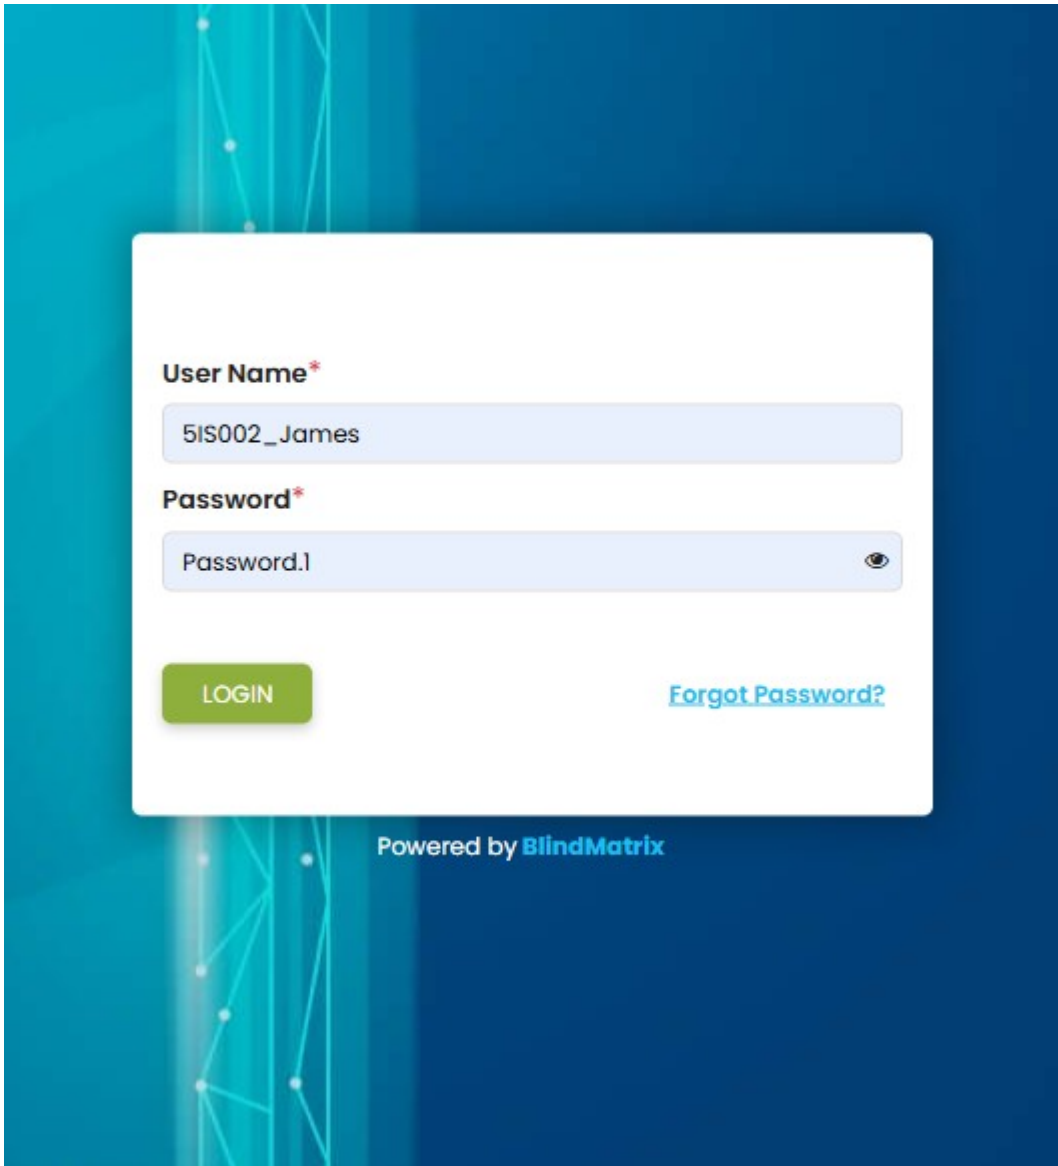 User Name*
5IS002_James
Password*
Password.1
LOGIN
Forgot Password?
Powered by BlindMatrix